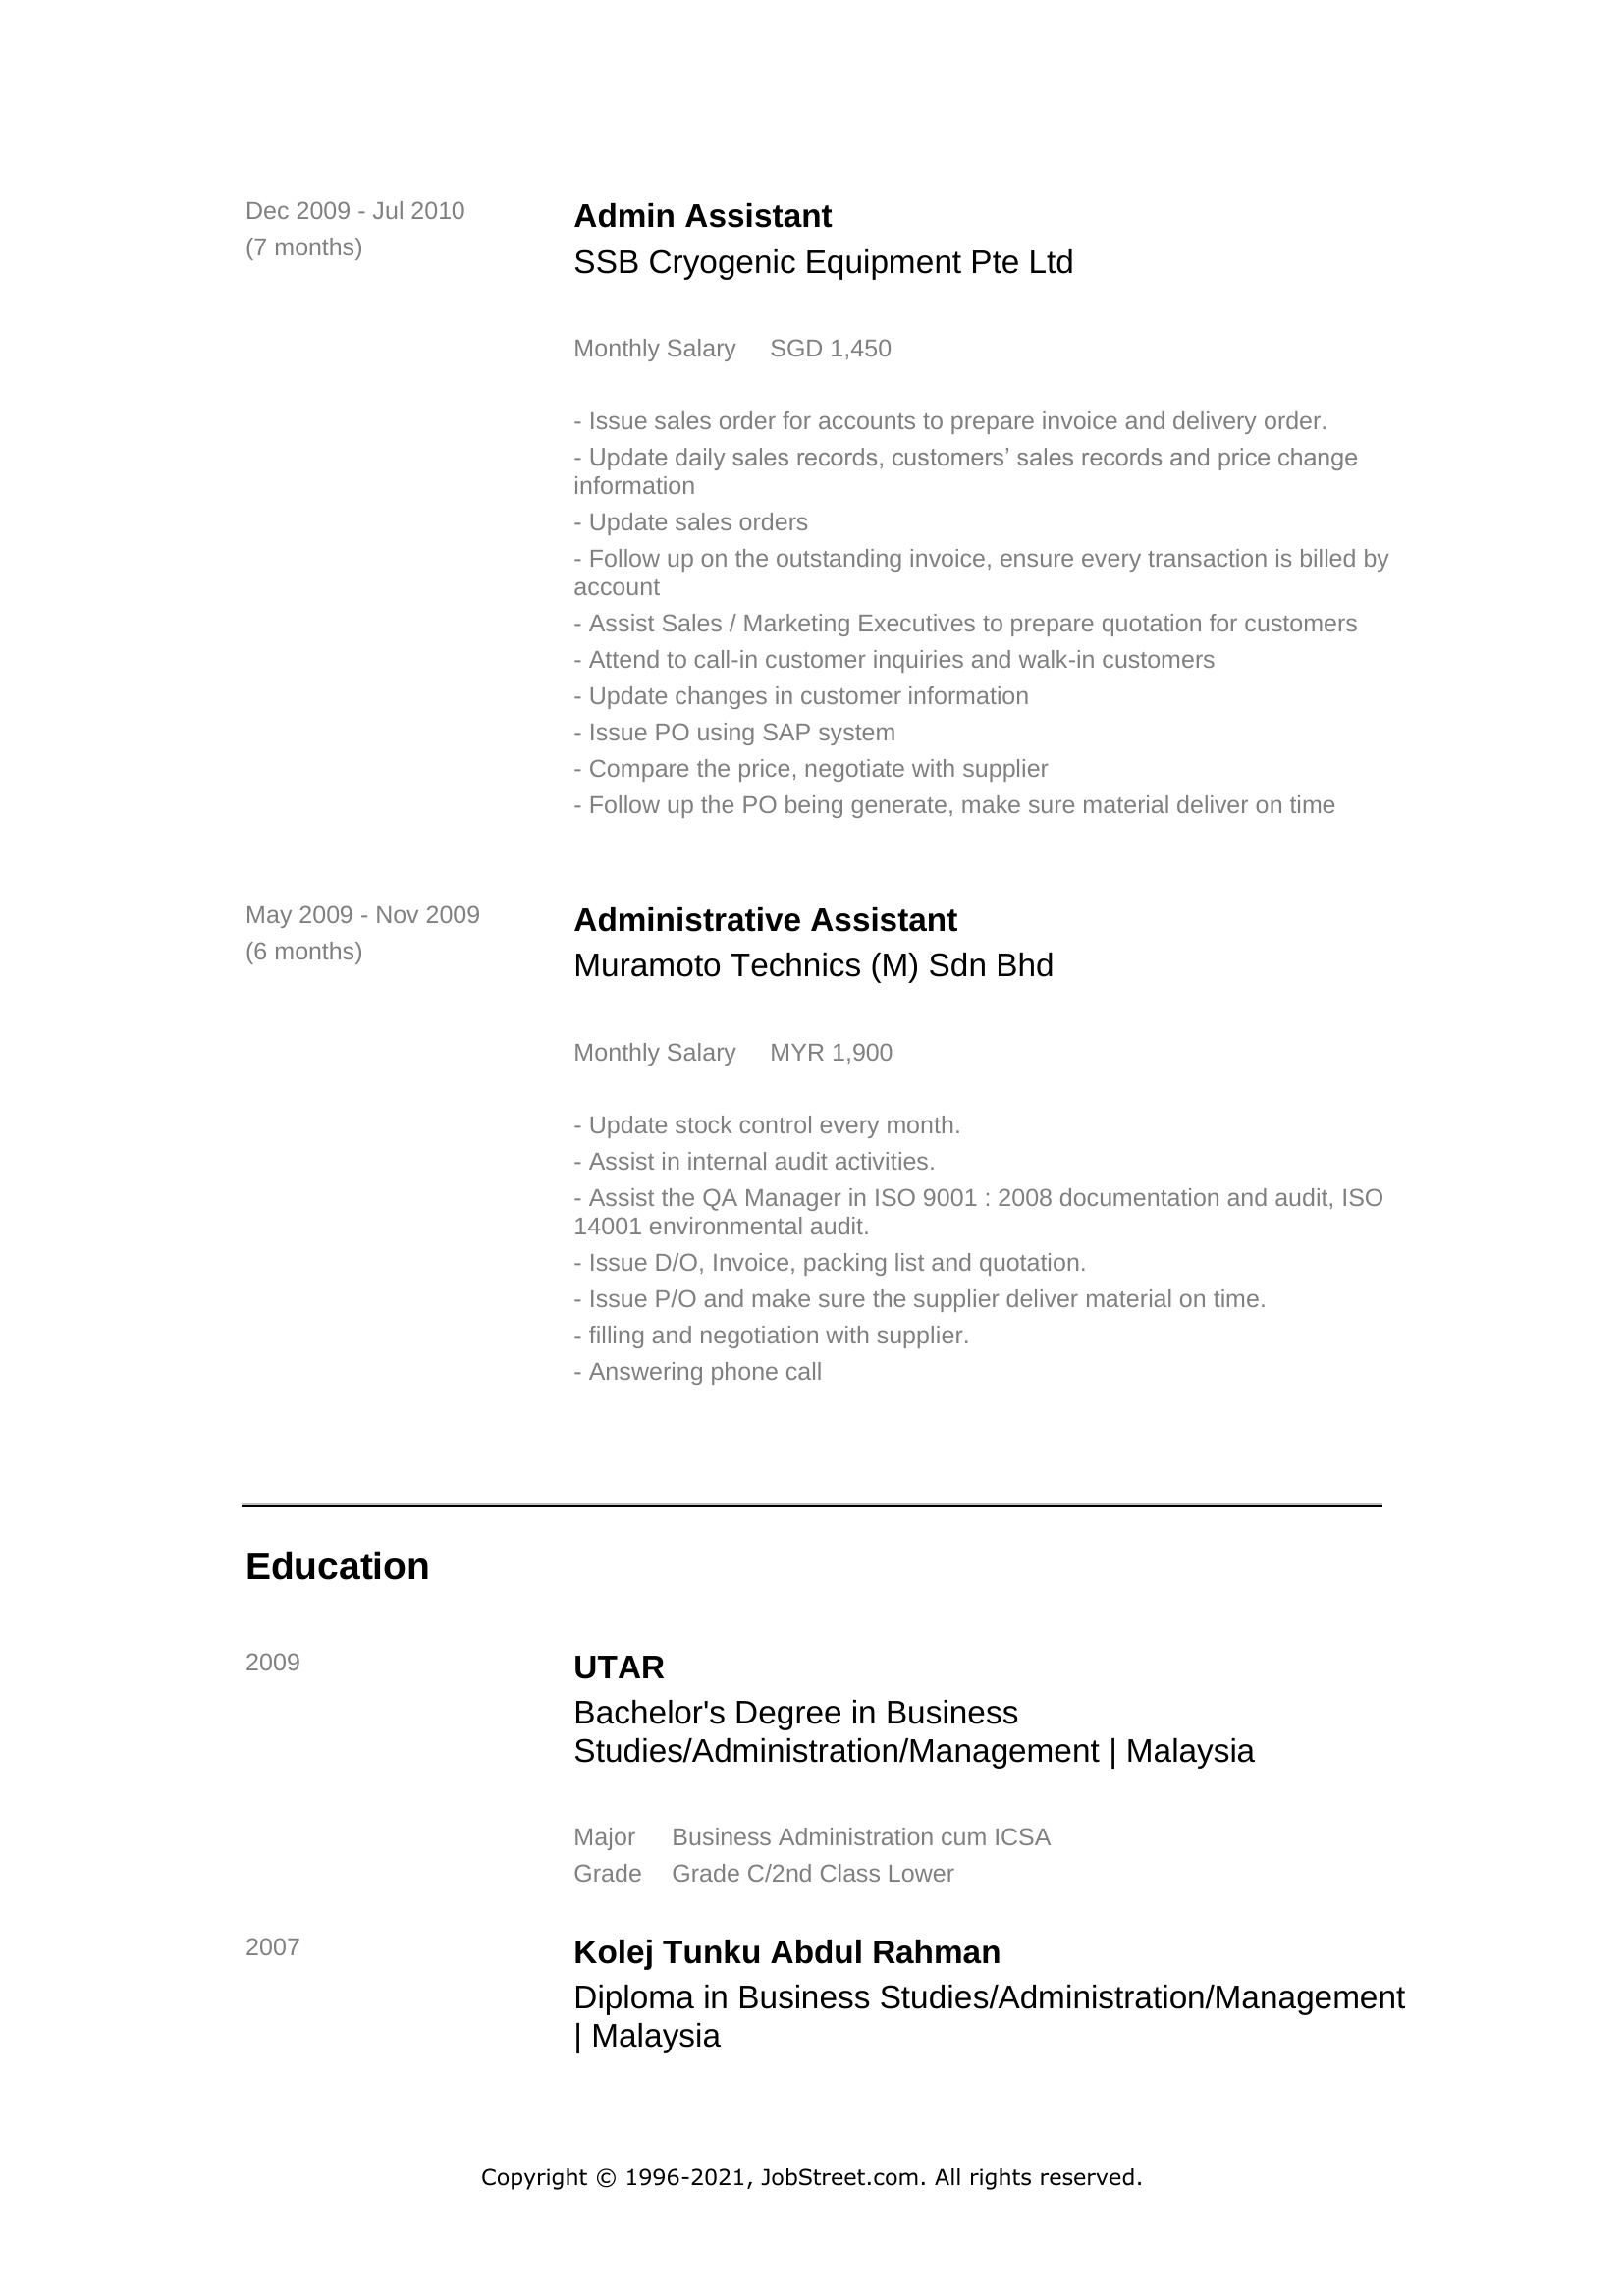 Dec 2009 - Jul 2010
(7 months)
Admin Assistant
SSB Cryogenic Equipment Pte Ltd
Monthly Salary SGD 1,450
- Issue sales order for accounts to prepare invoice and delivery order.
- Update daily sales records, customers’ sales records and price change
information
- Update sales orders
- Follow up on the outstanding invoice, ensure every transaction is billed by
account
- Assist Sales / Marketing Executives to prepare quotation for customers
- Attend to call-in customer inquiries and walk-in customers
- Update changes in customer information
- Issue PO using SAP system
- Compare the price, negotiate with supplier
- Follow up the PO being generate, make sure material deliver on time
May 2009 - Nov 2009
(6 months)
Administrative Assistant
Muramoto Technics (M) Sdn Bhd
Monthly Salary MYR 1,900
- Update stock control every month.
- Assist in internal audit activities.
- Assist the QA Manager in ISO 9001 : 2008 documentation and audit, ISO
14001 environmental audit.
- Issue D/O, Invoice, packing list and quotation.
- Issue P/O and make sure the supplier deliver material on time.
- filling and negotiation with supplier.
- Answering phone call
Education
2009
UTAR
Bachelor's Degree in Business
Studies/Administration/Management | Malaysia
Major Business Administration cum ICSA
Grade Grade C/2nd Class Lower
2007
Kolej Tunku Abdul Rahman
Diploma in Business Studies/Administration/Management
| Malaysia
Copyright © 1996-2021, JobStreet.com. All rights reserved.